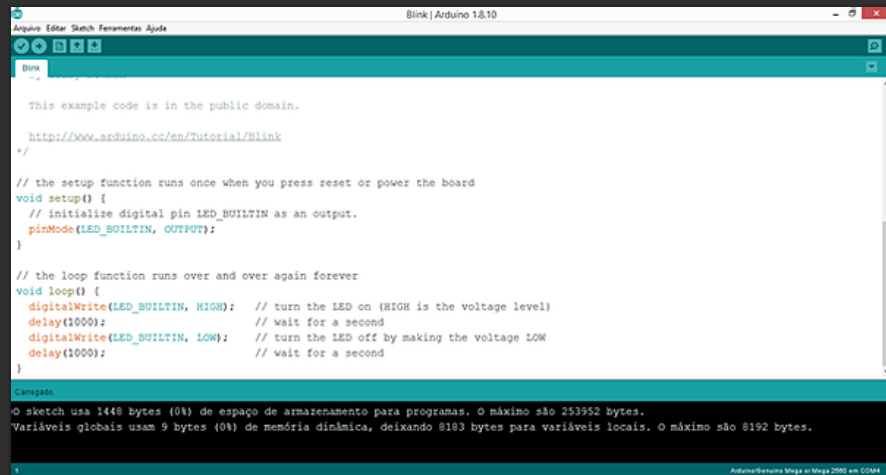 Blink | Arduino 1.8.10
Arquivo Editar Sketch Ferramentas Ajuda
Blink
This example code is in the public domain.
http://www.arduino.cc/en/Tutorial/Blink
*/
// the setup function runs once when you press reset or power the board
void setup() {
// initialize digital pin LED_BUILTIN as an output.
pinMode(LED_BUILTIN, OUTPUT);
}
// the loop function runs over and over again forever
void loop() {
digitalWrite(LED_BUILTIN, HIGH); // turn the LED on (HIGH is the voltage level)
delay(1000); // wait for a second
digitalWrite(LED_BUILTIN, LOW); // turn the LED off by making the voltage LOW
delay(1000); // wait for a second
}
Carregado.
O sketch usa 1448 bytes (0%) de espaço de armazenamento para programas. O máximo são 253952 bytes.
Variáveis globais usam 9 bytes (0%) de memória dinâmica, deixando 8183 bytes para variáveis locais. O máximo são 8192 bytes.
1
Arduino/Genuino Mega or Mega 2560 em COM4